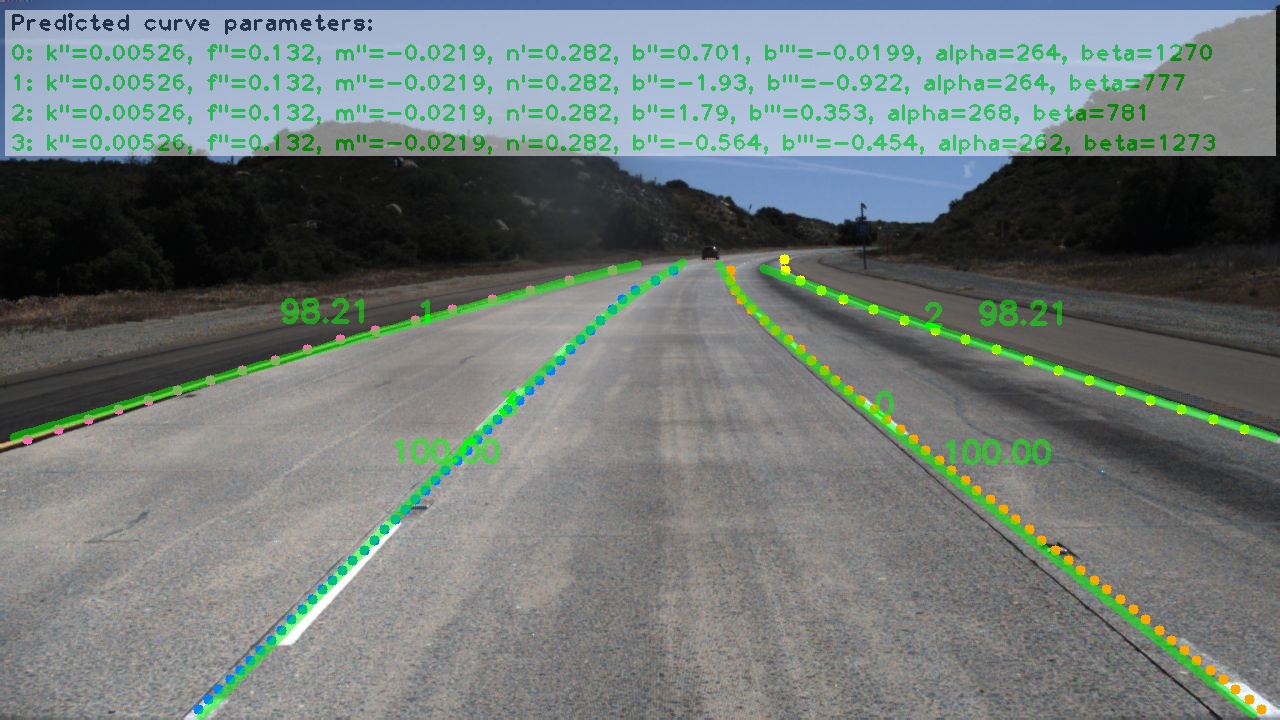 Predicted curve parameters:
0: k''=0.00526, f''=0.132, m''=−0.0219, n'=0.282, b''=0.701, b'''=−0.0199, alpha=264, beta=1270
1: k''=0.00526, f''=0.132, m''=−0.0219, n'=0.282, b''=−1.93, b'''=−0.922, alpha=264, beta=777
2: k''=0.00526, f''=0.132, m''=−0.0219, n'=0.282, b''=1.79, b'''=0.353, alpha=268, beta=781
3: k''=0.00526, f''=0.132, m''=−0.0219, n'=0.282, b''=−0.564, b'''=−0.454, alpha=262, beta=1273
98.21 1 2 98.21
0
100.00 100.00